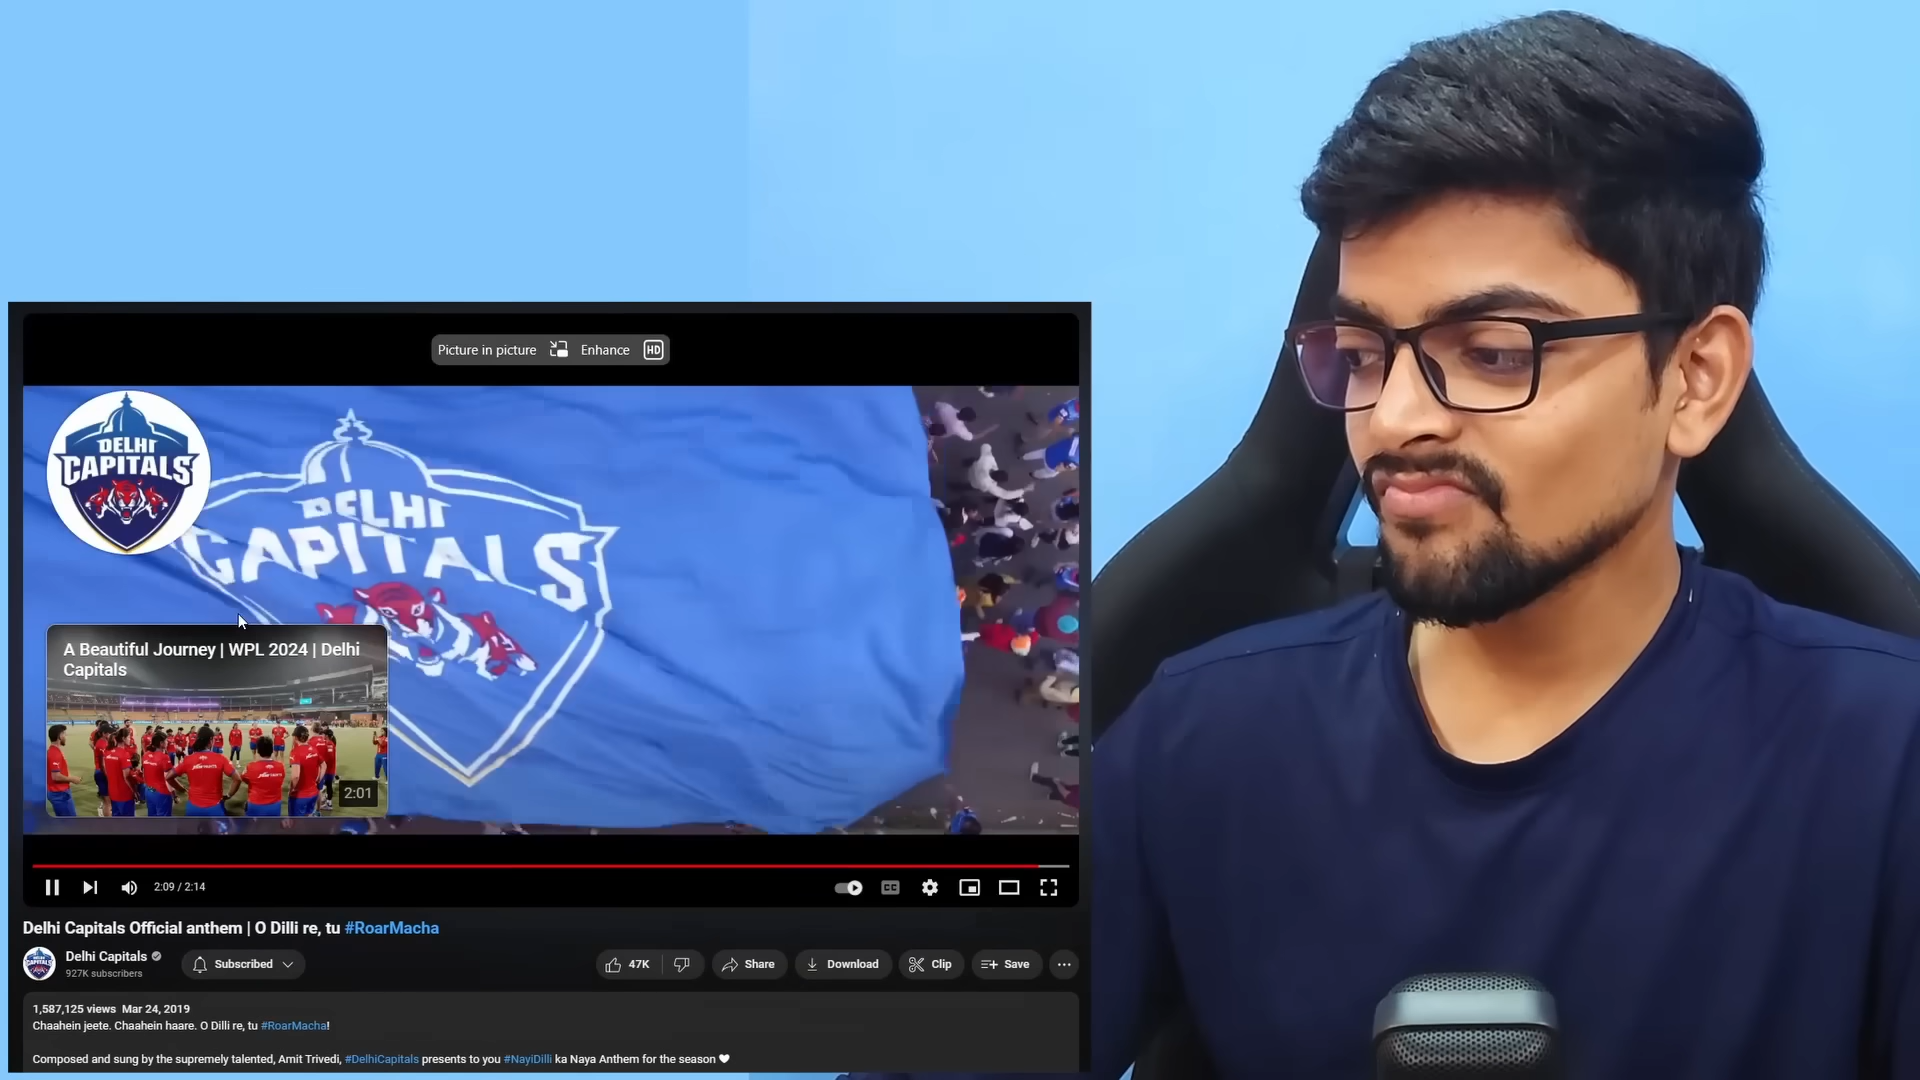 Picture in picture
Enhance
HD
DELHI
CAPITALS
DELHI
CAPITALS
A Beautiful Journey | WPL 2024 | Delhi
Capitals
2:01
2:09 / 2:14
CC
Delhi Capitals Official anthem | O Dilli re, tu #RoarMacha
Delhi Capitals
927K subscribers
Subscribed
47K
Share
Download
Clip
Save
1,587,125 views Mar 24, 2019
Chaahein jeete. Chaahein haare. O Dilli re, tu #RoarMacha!
Composed and sung by the supremely talented, Amit Trivedi, #DelhiCapitals presents to you #NayiDilli ka Naya Anthem for the season